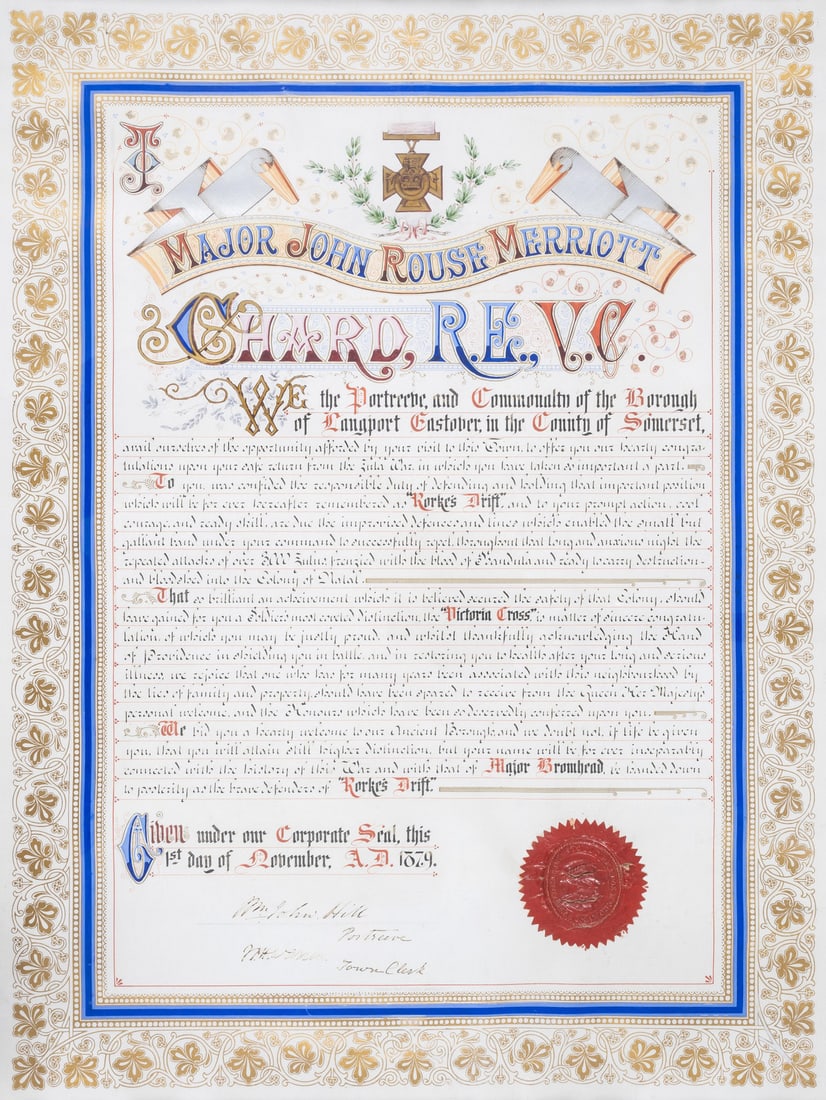 To
MAJOR JOHN ROUSE MERRIOTT
CHARD, R.E., V.C.
WE the Portreeve, and Commonalty of the Borough
of Langport Eastover, in the County of Somerset,
avail ourselves of the opportunity afforded by your visit to this Town, to offer you our hearty congra-
tulations upon your safe return from the Zulu War, in which you have taken so important a part.
To you, was confided the responsible duty of defending and holding that important position
which will be for ever hereafter remembered as "Rorke's Drift", and to your prompt action, cool
courage, and ready skill, are due the improvised defences and lines which enabled the small but
gallant band under your command to successfully repel, throughout that long and anxious night, the
repeated attacks of over 3000 Zulus, frenzied with the blood of Isandula and ready to carry destruction
and bloodshed into the Colony of Natal.
That so brilliant an achievement which it is believed secured the safety of that Colony, should
have gained for you a Soldier's most coveted distinction, the "Victoria Cross," is matter of sincere congratu-
lation, of which you may be justly proud, and whilst thankfully acknowledging the Hand
of Providence in shielding you in battle, and in restoring you to health after your long and serious
illness, we rejoice that one who has for many years been associated with this neighbourhood by
the ties of family and property, should have been spared to receive from the Queen Her Majesty's
personal welcome, and the Honours which have been so deservedly conferred upon you.
We bid you a hearty welcome to our Ancient Borough, and we doubt not, if life be given
you, that you will attain still higher distinction, but your name will be for ever inseparably
connected with the history of this War and with that of Major Bromhead, be handed down
to posterity as the brave defenders of "Rorke's Drift."
Given under our Corporate Seal, this
1st day of November, A.D. 1879.
Wm John Hill
Portreeve
Town Clerk